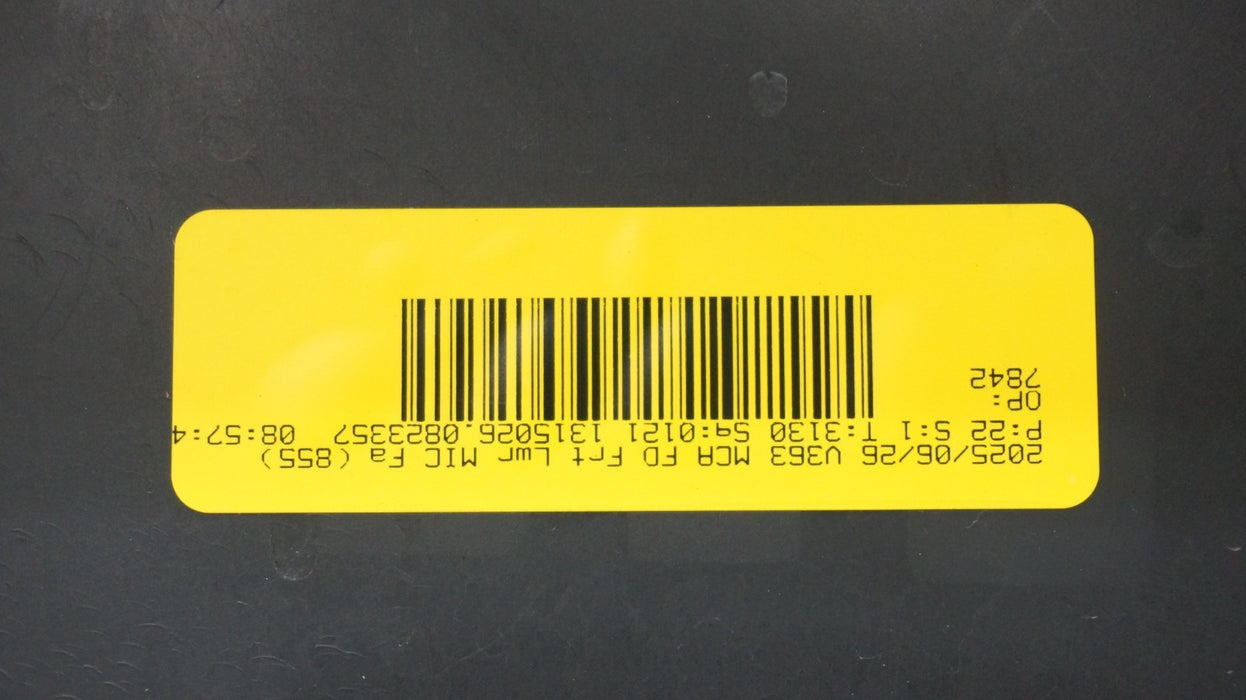 2025/06/26 V363 MCA FD Frt Lwr MIC Fa (855)
P:22 S:1 T:3130 Sq:0121 1315026.0823357 08:57:4
OP:
7842